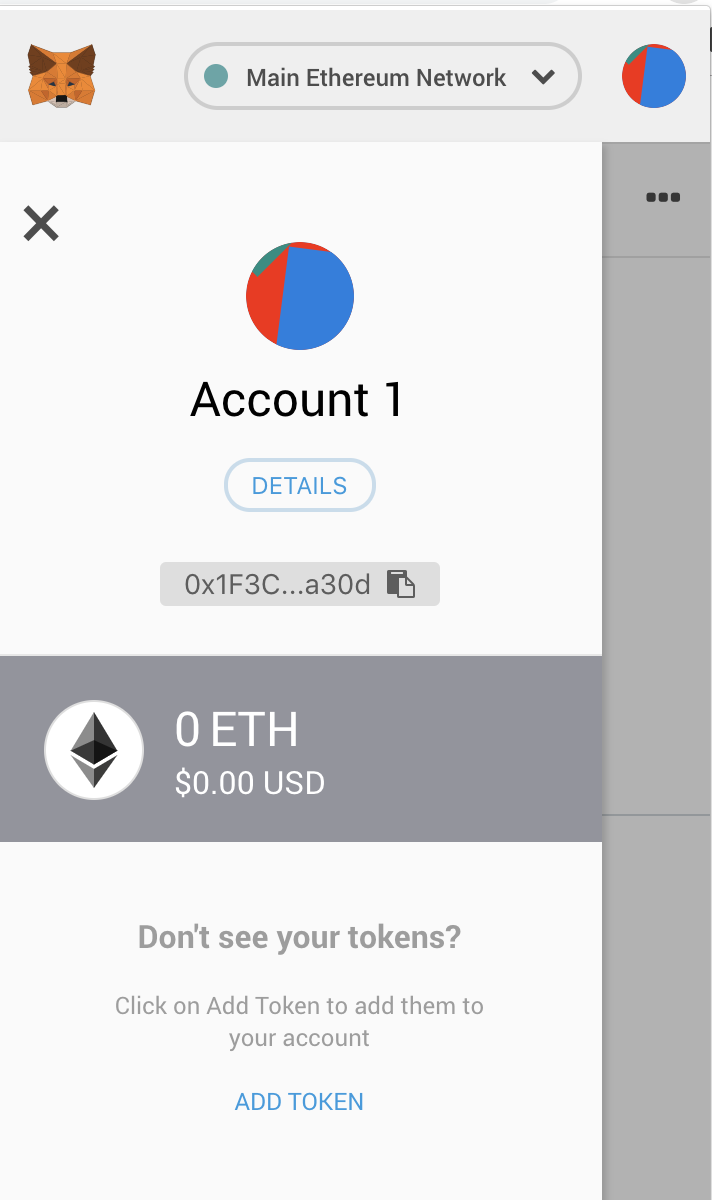 Main Ethereum Network
Account 1
DETAILS
0x1F3C...a30d
0 ETH
$0.00 USD
Don't see your tokens?
Click on Add Token to add them to
your account
ADD TOKEN